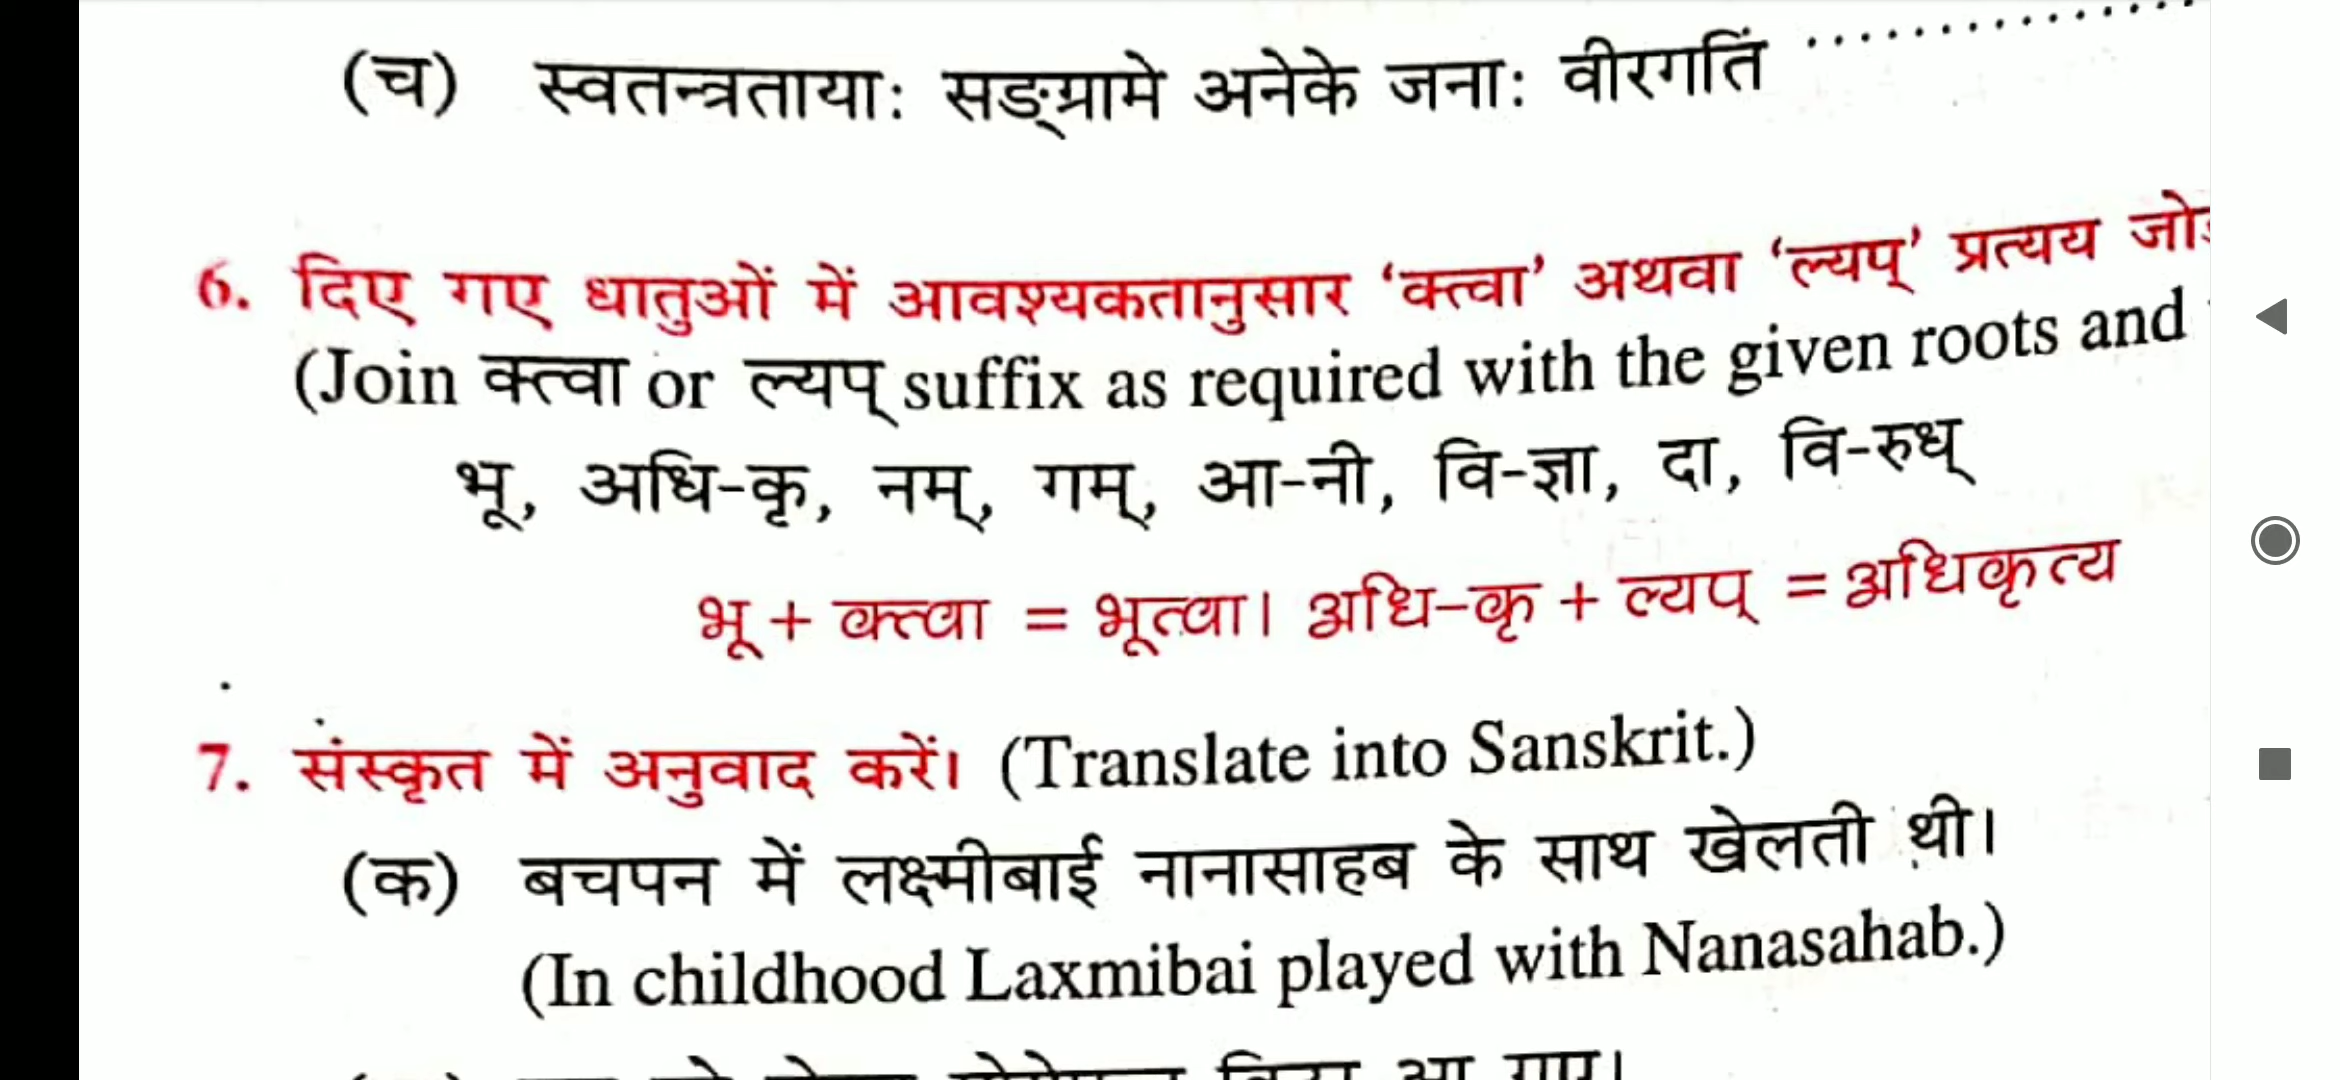 (च) स्वतन्त्रतायाः सङ्ग्रामे अनेके जनाः वीरगतिं ..............
6. दिए गए धातुओं में आवश्यकतानुसार ‘क्त्वा’ अथवा ‘ल्यप्’ प्रत्यय
(Join क्त्वा or ल्यप् suffix as required with the given roots and
भू, अधि-कृ, नम्, गम्, आ-नी, वि-ज्ञा, दा, वि-रुध्
भू + क्त्वा = भूत्वा। अधि-कृ + ल्यप् = अधिकृत्य
7. संस्कृत में अनुवाद करें। (Translate into Sanskrit.)
(क) बचपन में लक्ष्मीबाई नानासाहब के साथ खेलती थी।
(In childhood Laxmibai played with Nanasahab.)